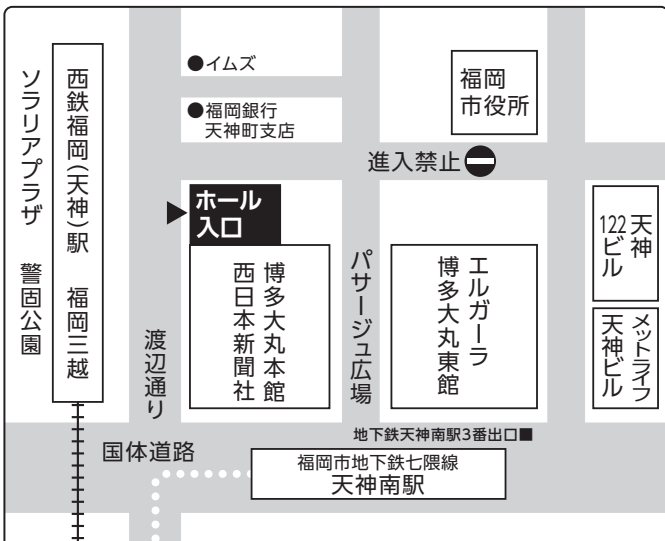 ソラリアプラザ 警固公園
西鉄福岡(天神)駅 福岡三越
渡辺通り
●イムズ
●福岡銀行
天神町支店
福岡
市役所
進入禁止
ホール
入口
博多大丸本館
西日本新聞社
パサージュ広場
エルガーラ
博多大丸東館
天神
122
ビル
メットライフ
天神ビル
国体道路
地下鉄天神南駅3番出口■
福岡市地下鉄七隈線
天神南駅